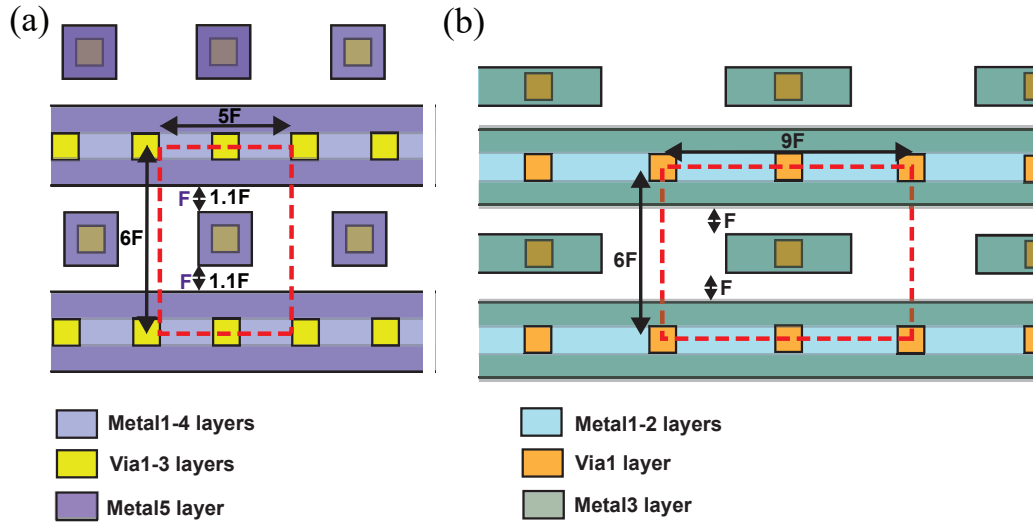 (a)
(b)
5F
F 1.1F
6F
F 1.1F
9F
F
6F
F
Metal1-4 layers
Via1-3 layers
Metal5 layer
Metal1-2 layers
Via1 layer
Metal3 layer